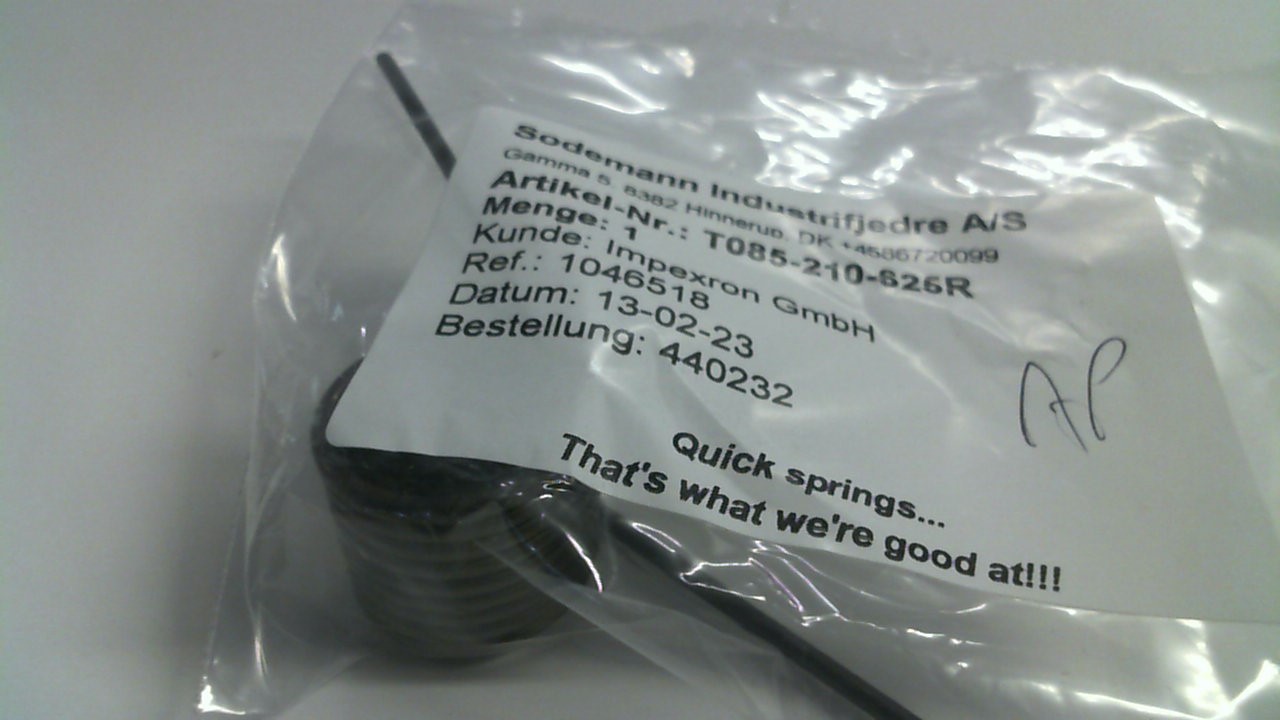 Sodemann Industrifjedre A/S
Gamma 5, 8382 Hinnerup, DK +4586720099
Artikel-Nr.: T085-210-625R
Menge: 1
Kunde: Impexron GmbH
Ref.: 1046518
Datum: 13-02-23
Bestellung: 440232
AP
Quick springs...
That's what we're good at!!!